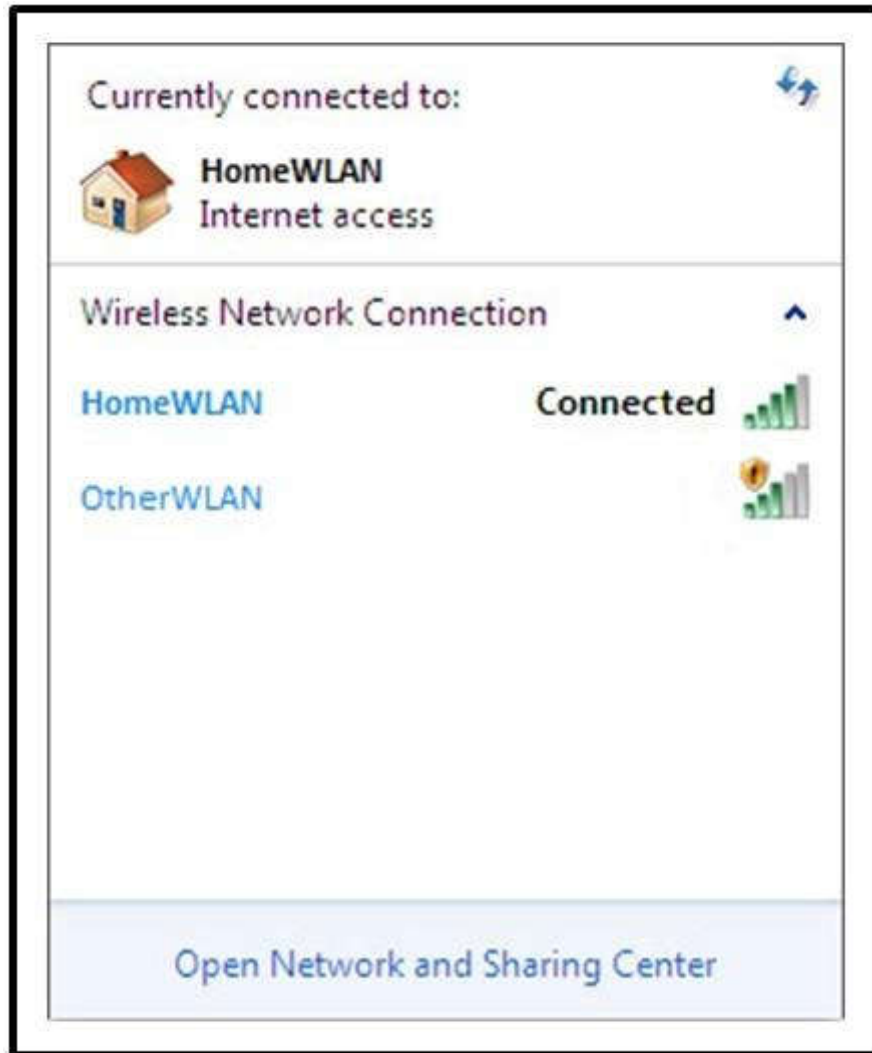 Currently connected to:
HomeWLAN
Internet access
Wireless Network Connection
HomeWLAN Connected
OtherWLAN
Open Network and Sharing Center